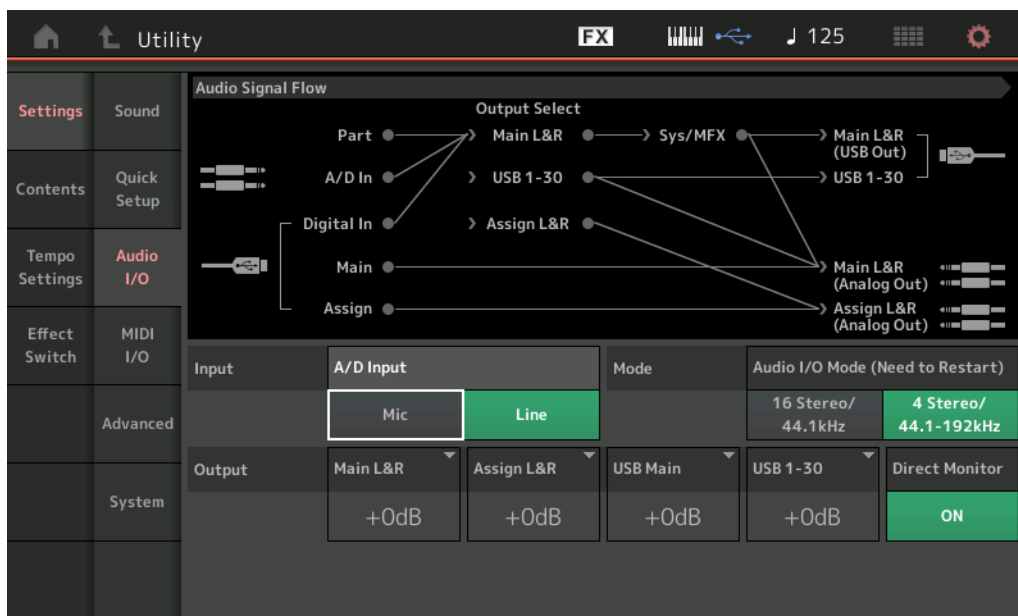 Utility
FX
125
Settings
Sound
Contents
Quick
Setup
Tempo
Settings
Audio
I/O
Effect
Switch
MIDI
I/O
Advanced
System
Audio Signal Flow
Output Select
Part
Main L&R
Sys/MFX
Main L&R
(USB Out)
A/D In
USB 1-30
USB 1-30
Digital In
Assign L&R
Main
Main L&R
(Analog Out)
Assign
Assign L&R
(Analog Out)
Input
A/D Input
Mode
Audio I/O Mode (Need to Restart)
Mic
Line
16 Stereo/
44.1kHz
4 Stereo/
44.1-192kHz
Output
Main L&R
Assign L&R
USB Main
USB 1-30
Direct Monitor
+0dB
+0dB
+0dB
+0dB
ON